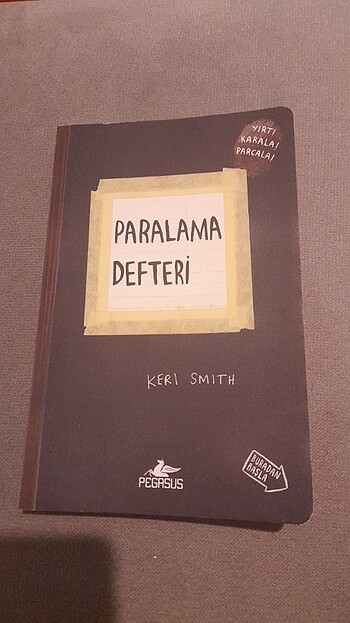 YIRT!
KARALA!
PARÇALA!
PARALAMA
DEFTERİ
KERI SMITH
PEGASUS
BURADAN
BAŞLA